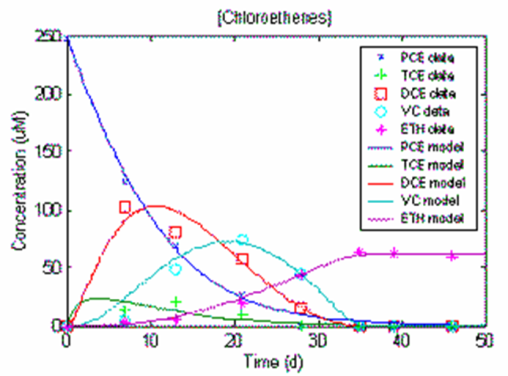 [Chloroethenes]
250
200
150
100
50
0
0
10
20
30
40
50
Concentration (uM)
Time (d)
PCE data
TCE data
DCE data
VC data
ETH data
PCE model
TCE model
DCE model
VC model
ETH model